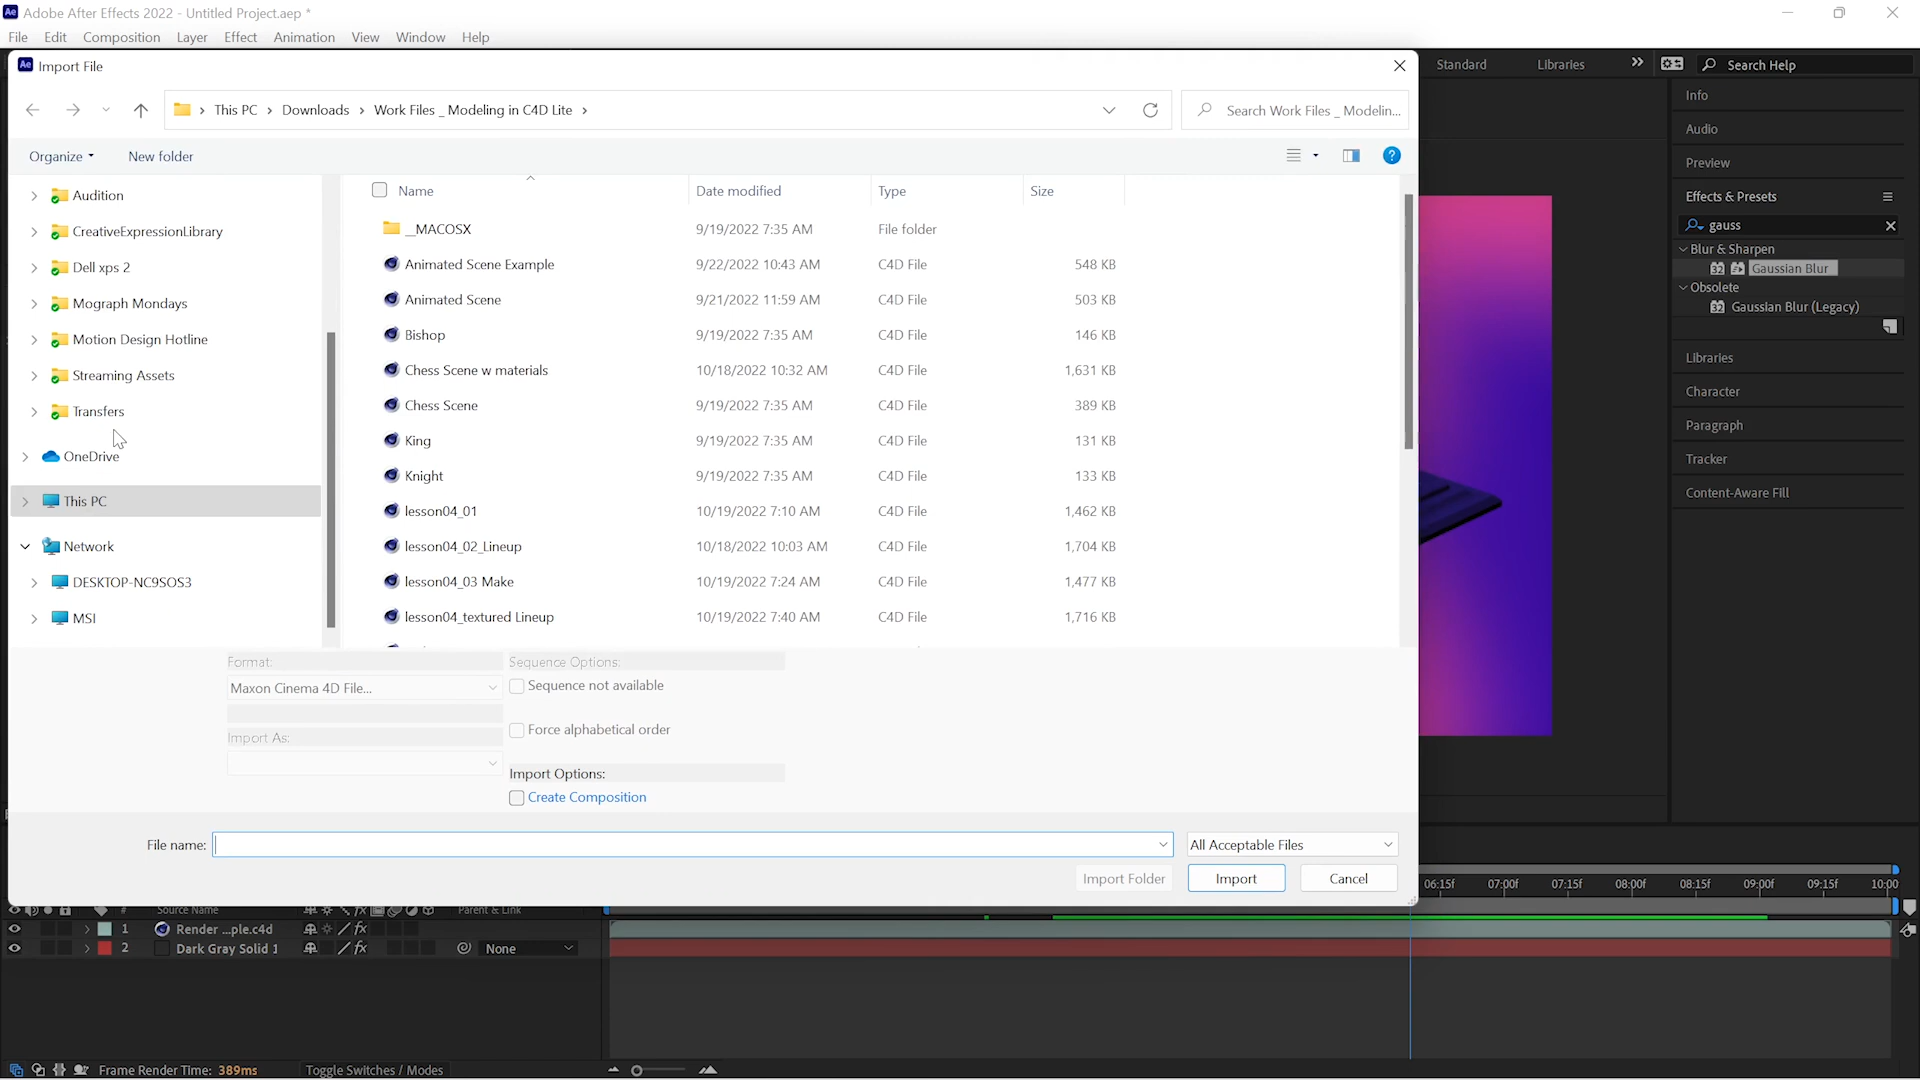 Adobe After Effects 2022 - Untitled Project.aep *
File Edit Composition Layer Effect Animation View Window Help
Import File
Standard Libraries Search Help
This PC Downloads Work Files _ Modeling in C4D Lite
Search Work Files _ Modelin...
Organize New folder
Name Date modified Type Size
Audition
CreativeExpressionLibrary
Dell xps 2
Mograph Mondays
Motion Design Hotline
Streaming Assets
Transfers
OneDrive
This PC
Network
DESKTOP-NC9SOS3
MSI
__MACOSX 9/19/2022 7:35 AM File folder
Animated Scene Example 9/22/2022 10:43 AM C4D File 548 KB
Animated Scene 9/21/2022 11:59 AM C4D File 503 KB
Bishop 9/19/2022 7:35 AM C4D File 146 KB
Chess Scene w materials 10/18/2022 10:32 AM C4D File 1,631 KB
Chess Scene 9/19/2022 7:35 AM C4D File 389 KB
King 9/19/2022 7:35 AM C4D File 131 KB
Knight 9/19/2022 7:35 AM C4D File 133 KB
lesson04_01 10/19/2022 7:10 AM C4D File 1,462 KB
lesson04_02_Lineup 10/18/2022 10:03 AM C4D File 1,704 KB
lesson04_03 Make 10/19/2022 7:24 AM C4D File 1,477 KB
lesson04_textured Lineup 10/19/2022 7:40 AM C4D File 1,716 KB
Format:
Maxon Cinema 4D File...
Import As:
Sequence Options:
Sequence not available
Force alphabetical order
Import Options:
Create Composition
File name:
All Acceptable Files
Import Folder Import Cancel
Info
Audio
Preview
Effects & Presets
gauss
Blur & Sharpen
32 Gaussian Blur
Obsolete
32 Gaussian Blur (Legacy)
Libraries
Character
Paragraph
Tracker
Content-Aware Fill
06:15f 07:00f 07:15f 08:00f 08:15f 09:00f 09:15f 10:00
# Source Name Parent & Link
1 Render ...ple.c4d
2 Dark Gray Solid 1 None
Frame Render Time: 389ms Toggle Switches / Modes